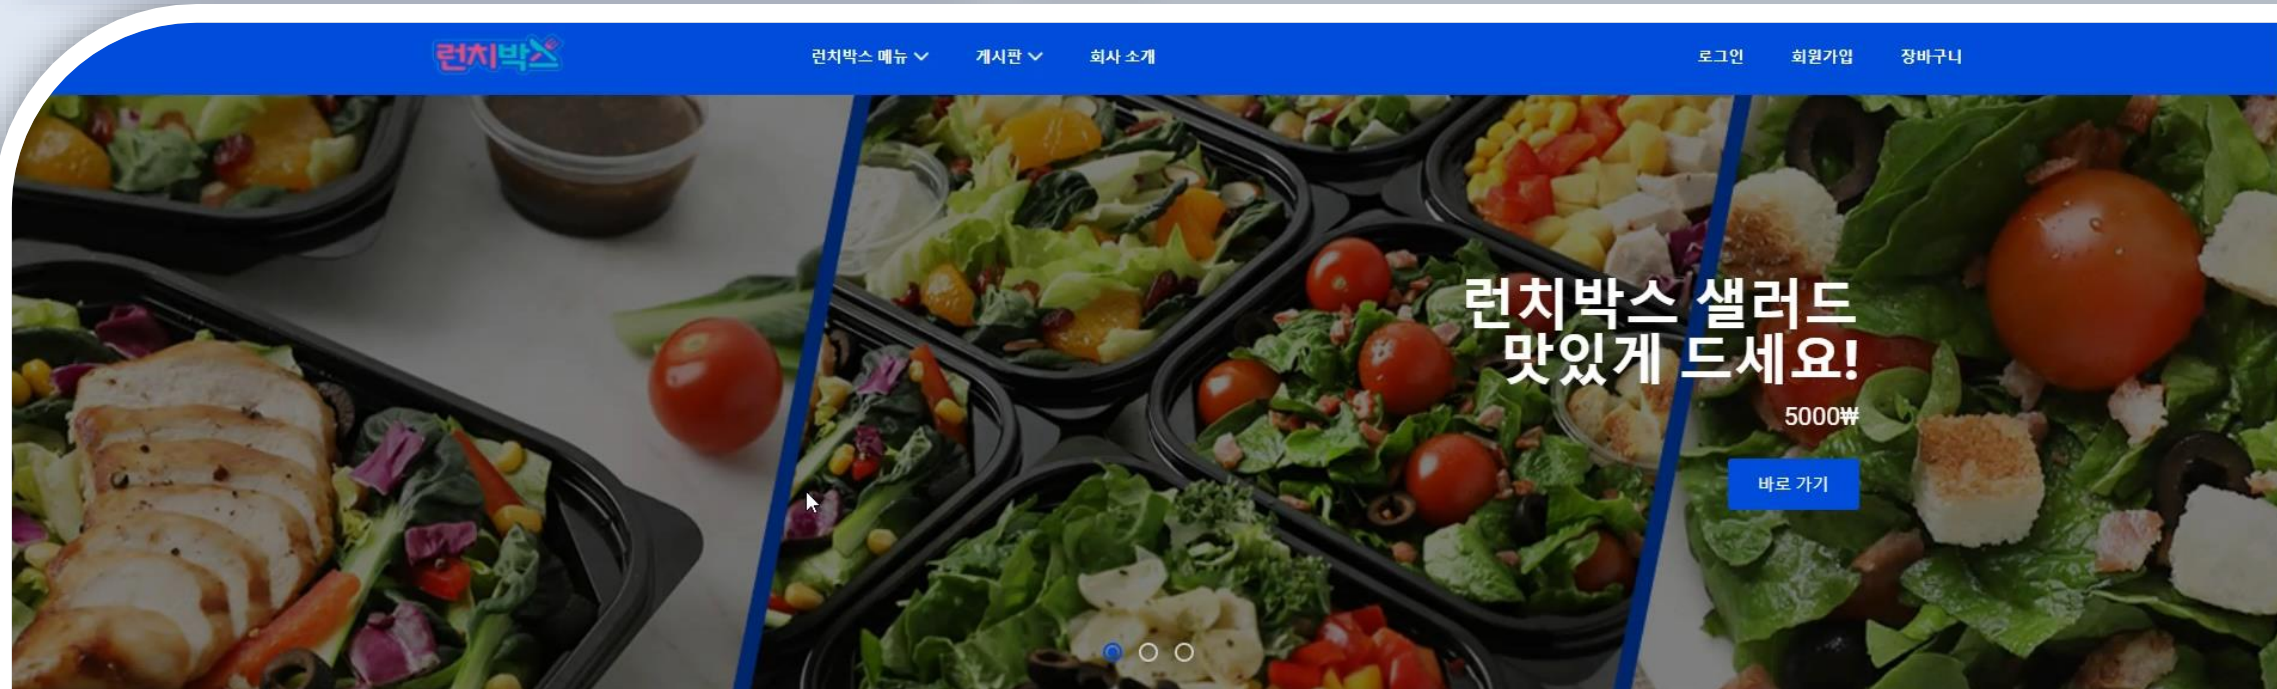 런치박스
런치박스 메뉴 게시판 회사 소개 로그인 회원가입 장바구니
런치박스 샐러드
맛있게 드세요!
5000₩
바로 가기